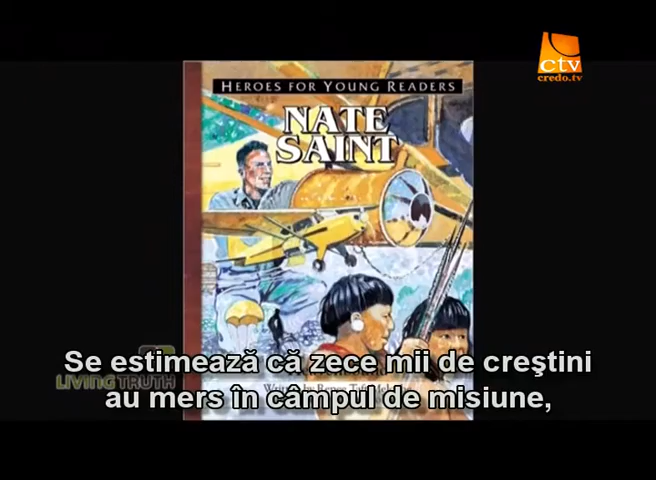 ctv
credo.tv
HEROES FOR YOUNG READERS
NATE
SAINT
Se estimează că zece mii de creştini
LIVING TRUTH
au mers în câmpul de misiune,